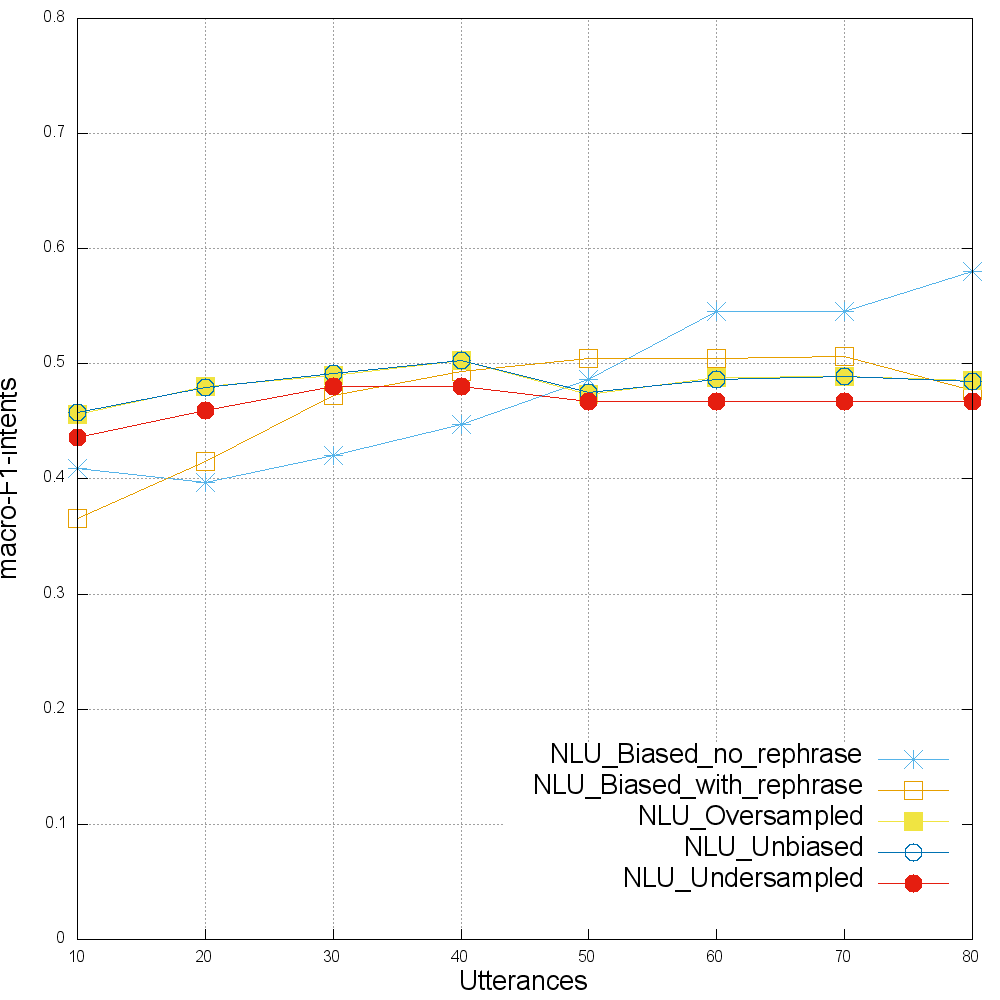 0.8
0.7
0.6
0.5
0.4
0.3
0.2
0.1
0
macro-F1-intents
NLU_Biased_no_rephrase
NLU_Biased_with_rephrase
NLU_Oversampled
NLU_Unbiased
NLU_Undersampled
10 20 30 40 50 60 70 80
Utterances